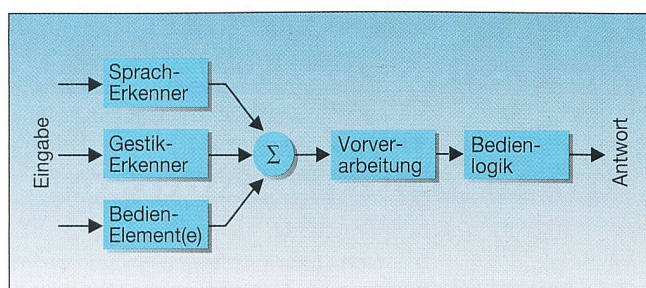 Eingabe
Sprach-
Erkenner
Gestik-
Erkenner
Bedien-
Element(e)
Σ
Vorver-
arbeitung
Bedien-
logik
Antwort